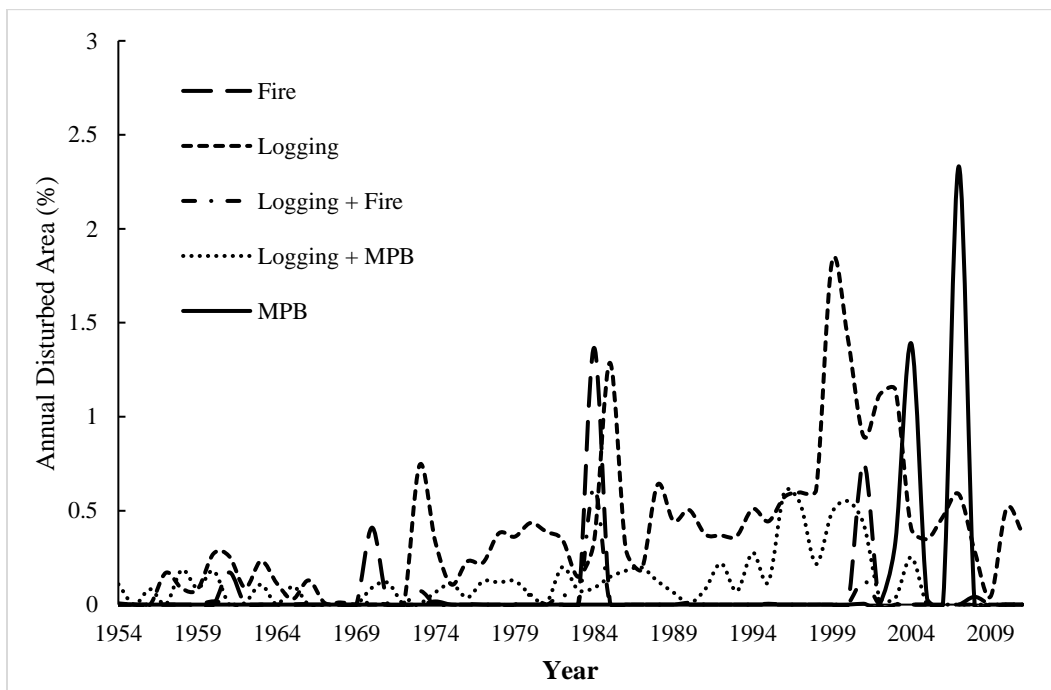 3
2.5
2
1.5
1
0.5
0
Annual Disturbed Area (%)
Fire
Logging
Logging + Fire
Logging + MPB
MPB
1954 1959 1964 1969 1974 1979 1984 1989 1994 1999 2004 2009
Year